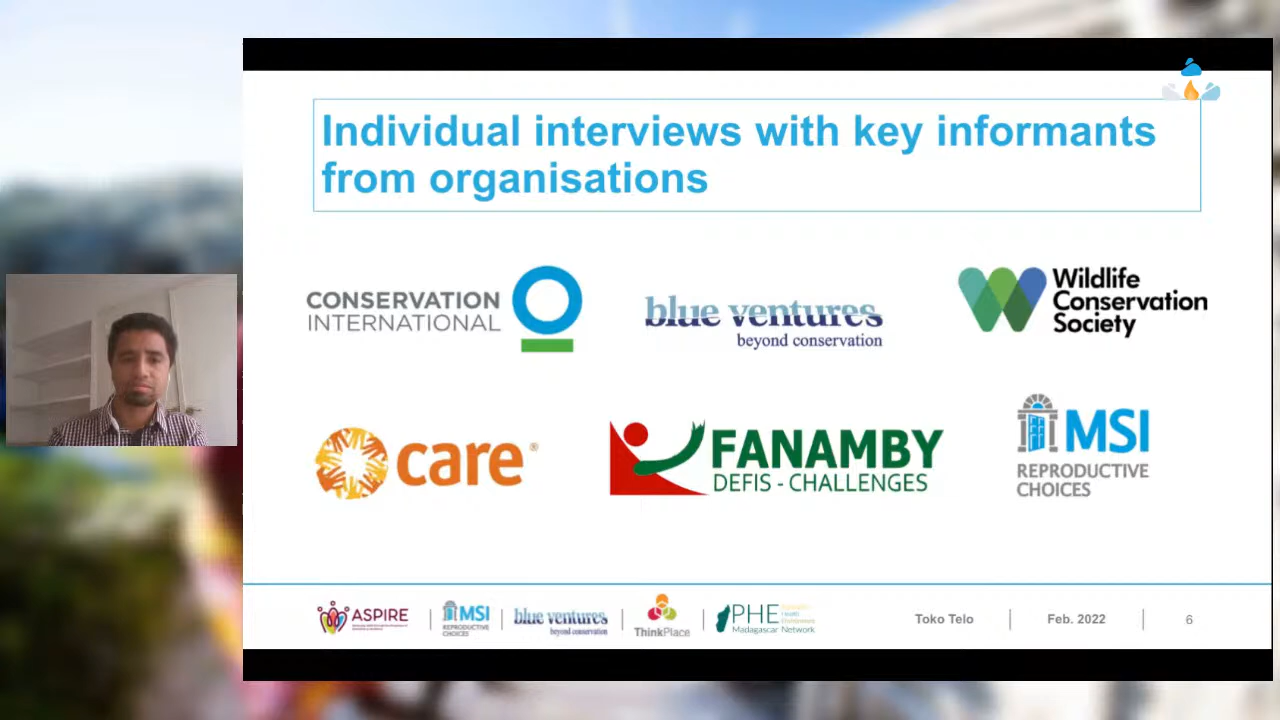 Individual interviews with key informants
from organisations
CONSERVATION
INTERNATIONAL
blue ventures
beyond conservation
Wildlife
Conservation
Society
care®
FANAMBY
DEFIS - CHALLENGES
MSI
REPRODUCTIVE
CHOICES
ASPIRE
MSI
REPRODUCTIVE
CHOICES
blue ventures
beyond conservation
ThinkPlace
PHE
Madagascar Network
Toko Telo
Feb. 2022
6